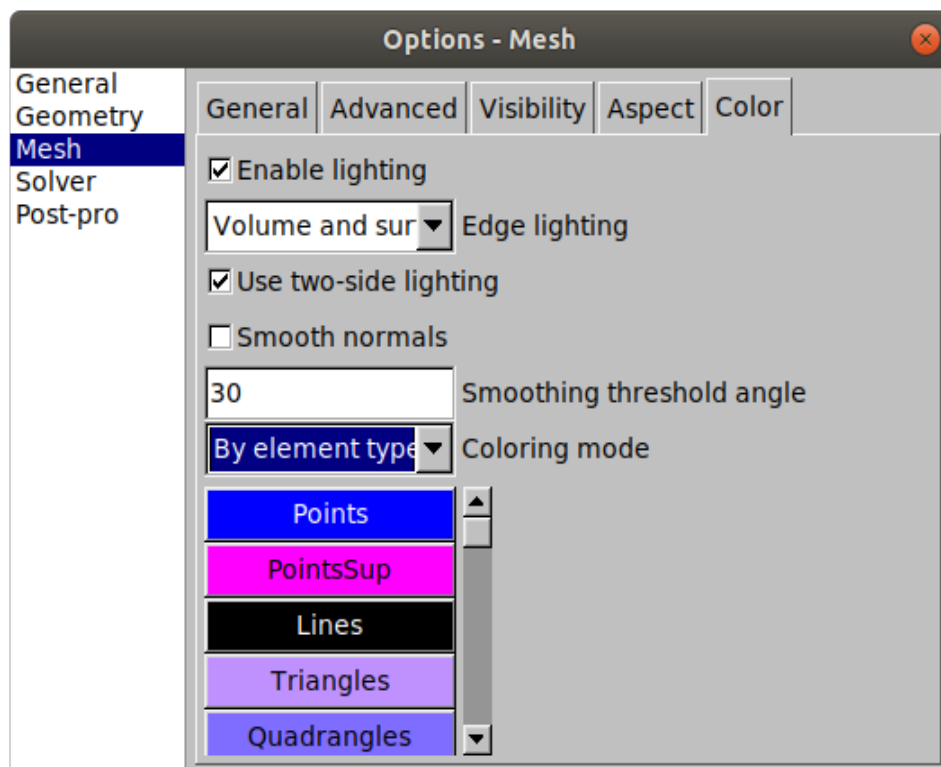 Options - Mesh
General
Geometry
Mesh
Solver
Post-pro
General Advanced Visibility Aspect Color
Enable lighting
Volume and sur Edge lighting
Use two-side lighting
Smooth normals
30 Smoothing threshold angle
By element type Coloring mode
Points
PointsSup
Lines
Triangles
Quadrangles